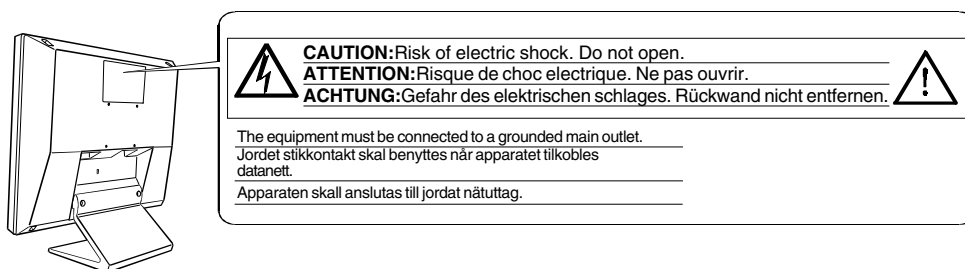 CAUTION:Risk of electric shock. Do not open.
ATTENTION:Risque de choc electrique. Ne pas ouvrir.
ACHTUNG:Gefahr des elektrischen schlages. Rückwand nicht entfernen.
The equipment must be connected to a grounded main outlet.
Jordet stikkontakt skal benyttes når apparatet tilkobles
datanett.
Apparaten skall anslutas till jordat nätuttag.